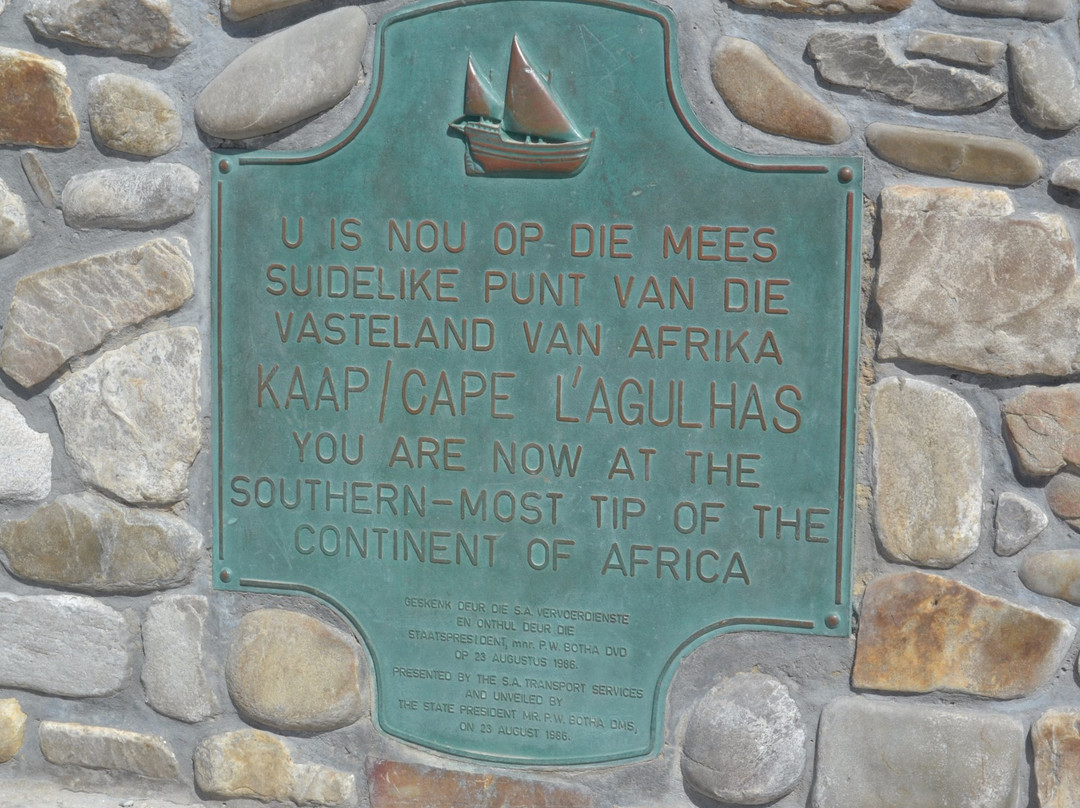 U IS NOU OP DIE MEES
SUIDELIKE PUNT VAN DIE
VASTELAND VAN AFRIKA
KAAP/CAPE L'AGULHAS
YOU ARE NOW AT THE
SOUTHERN-MOST TIP OF THE
CONTINENT OF AFRICA
GESKENK DEUR DIE S.A. VERVOERDIENSTE
EN ONTHUL DEUR DIE
STAATSPRESIDENT, mnr. P.W. BOTHA DVD
OP 23 AUGUSTUS 1986.
PRESENTED BY THE S.A. TRANSPORT SERVICES
AND UNVEILED BY
THE STATE PRESIDENT MR. P.W. BOTHA DMS,
ON 23 AUGUST 1986.